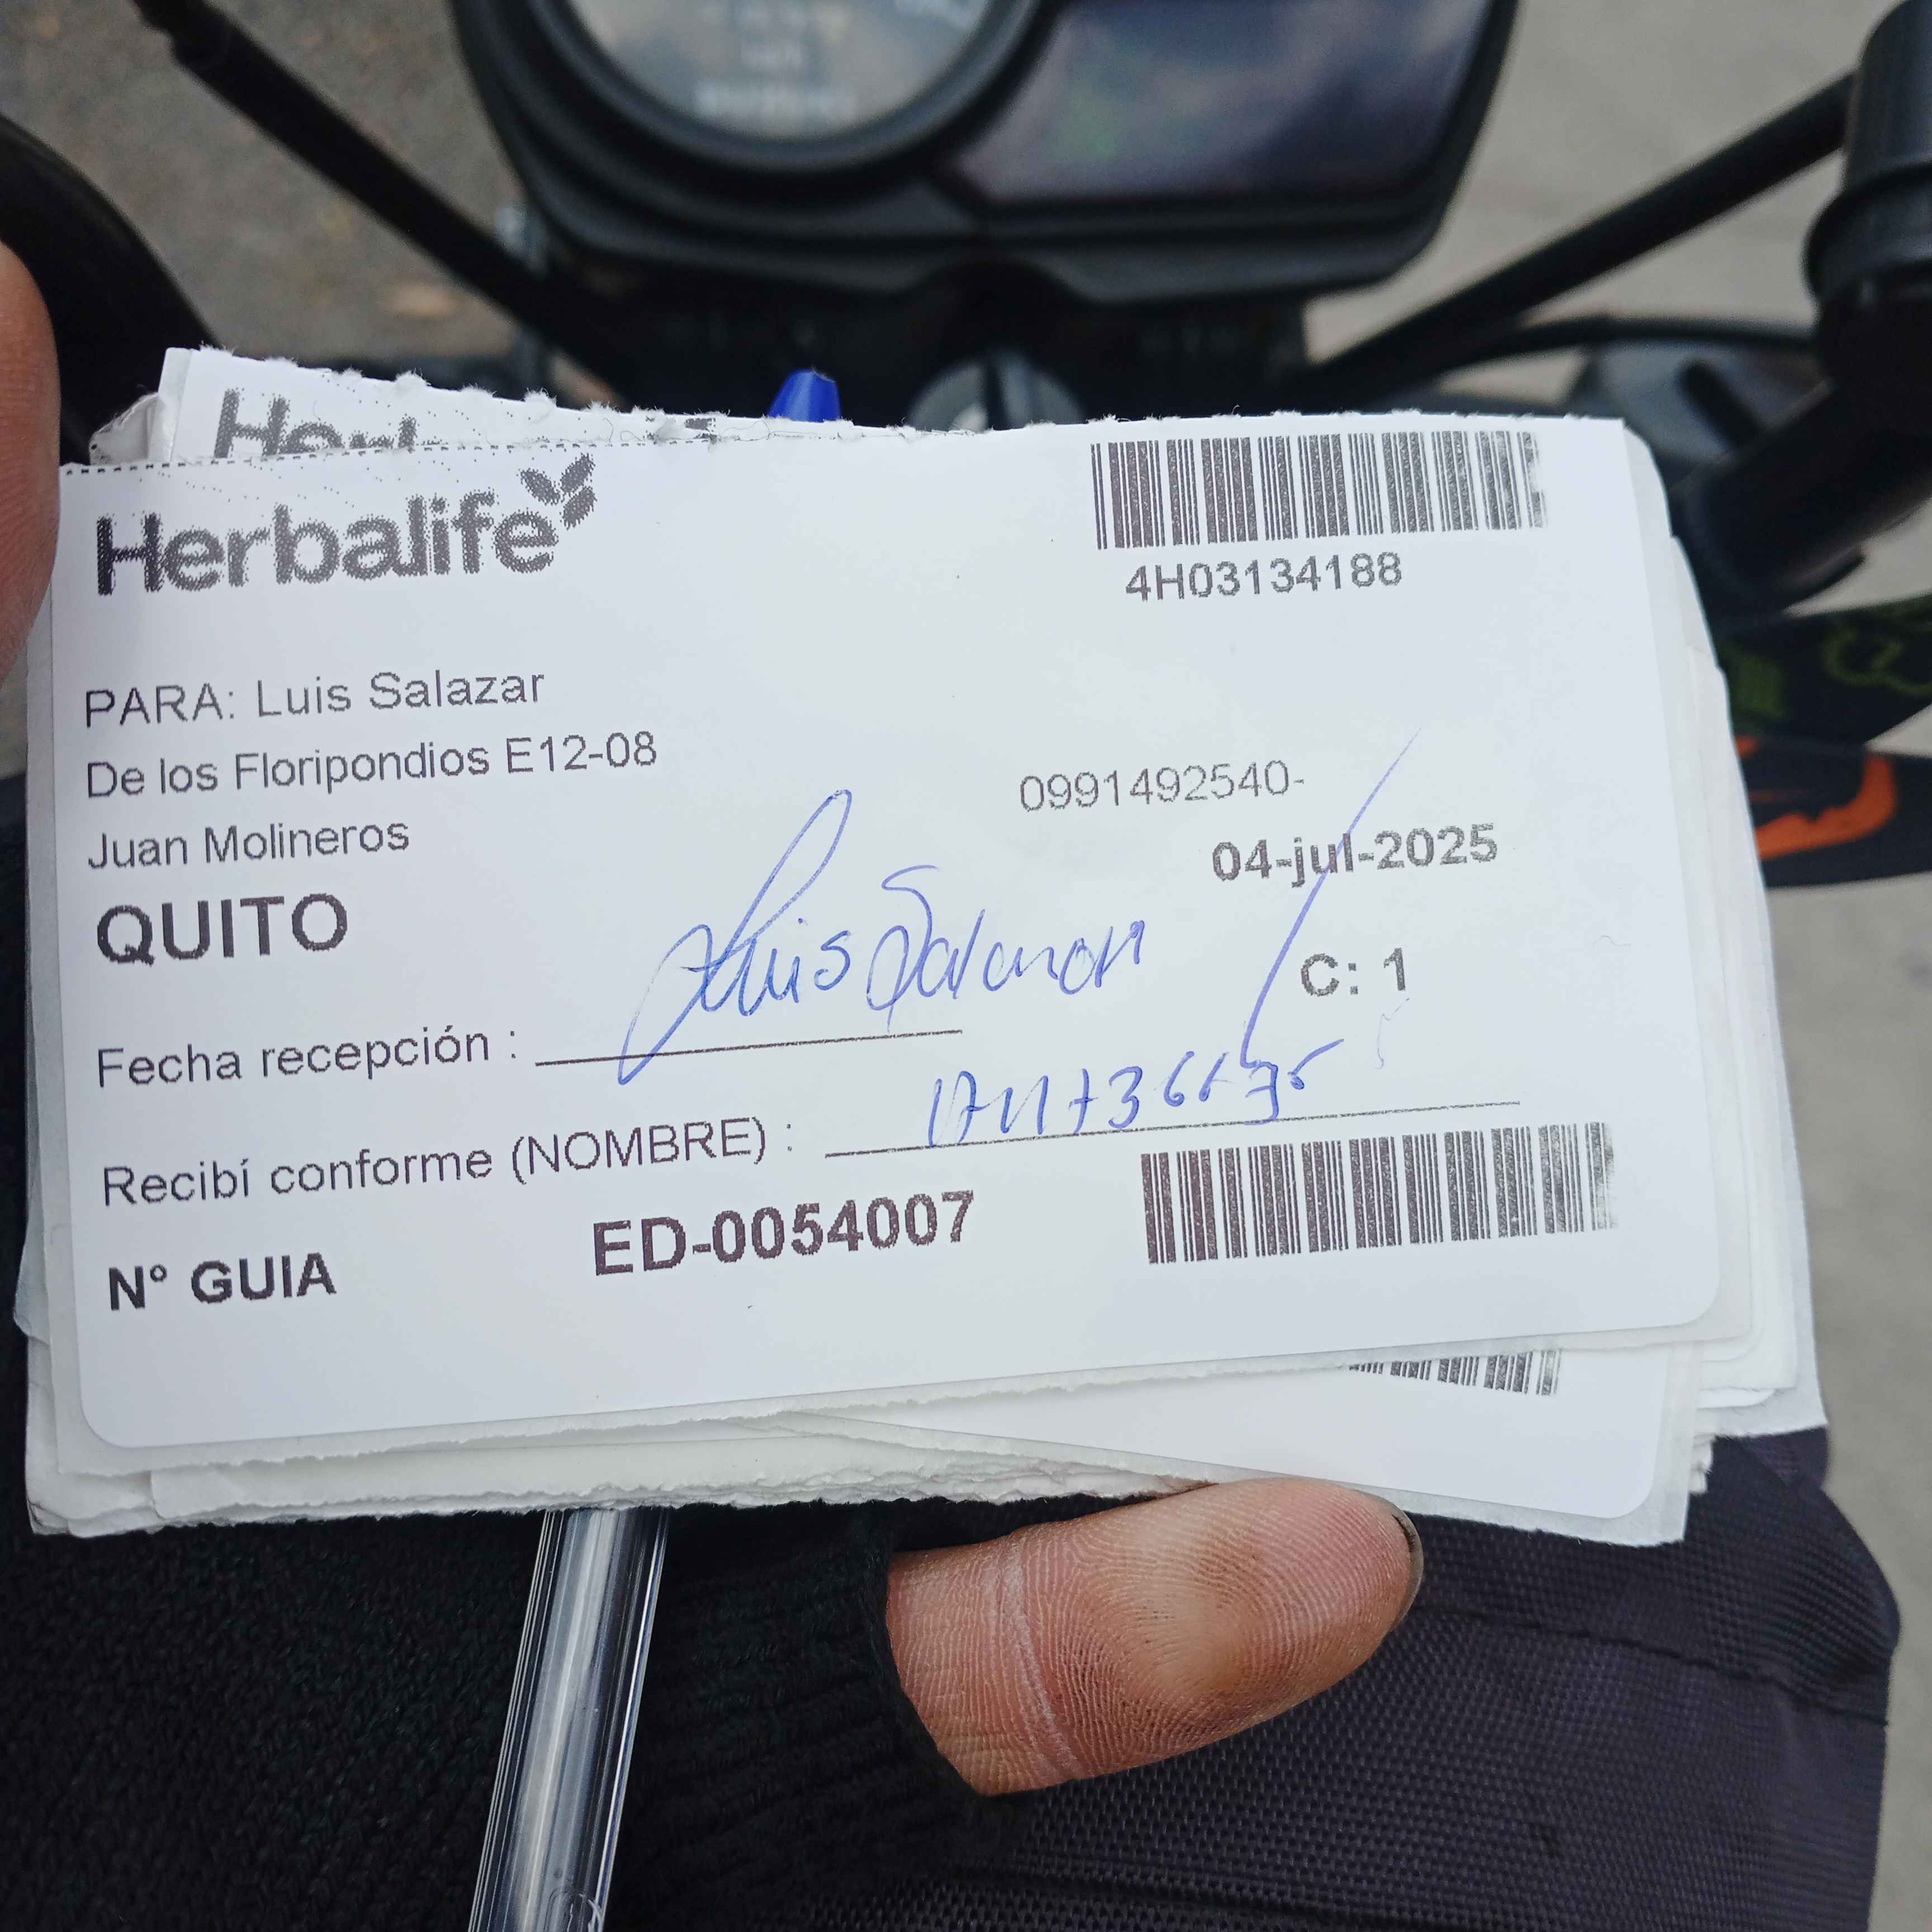 Herbalife
4H03134188
PARA: Luis Salazar
De los Floripondios E12-08
0991492540-
Juan Molineros
04-jul-2025
QUITO
C: 1
Luis
Fecha recepción :
Recibí conforme (NOMBRE) :
N° GUIA ED-0054007